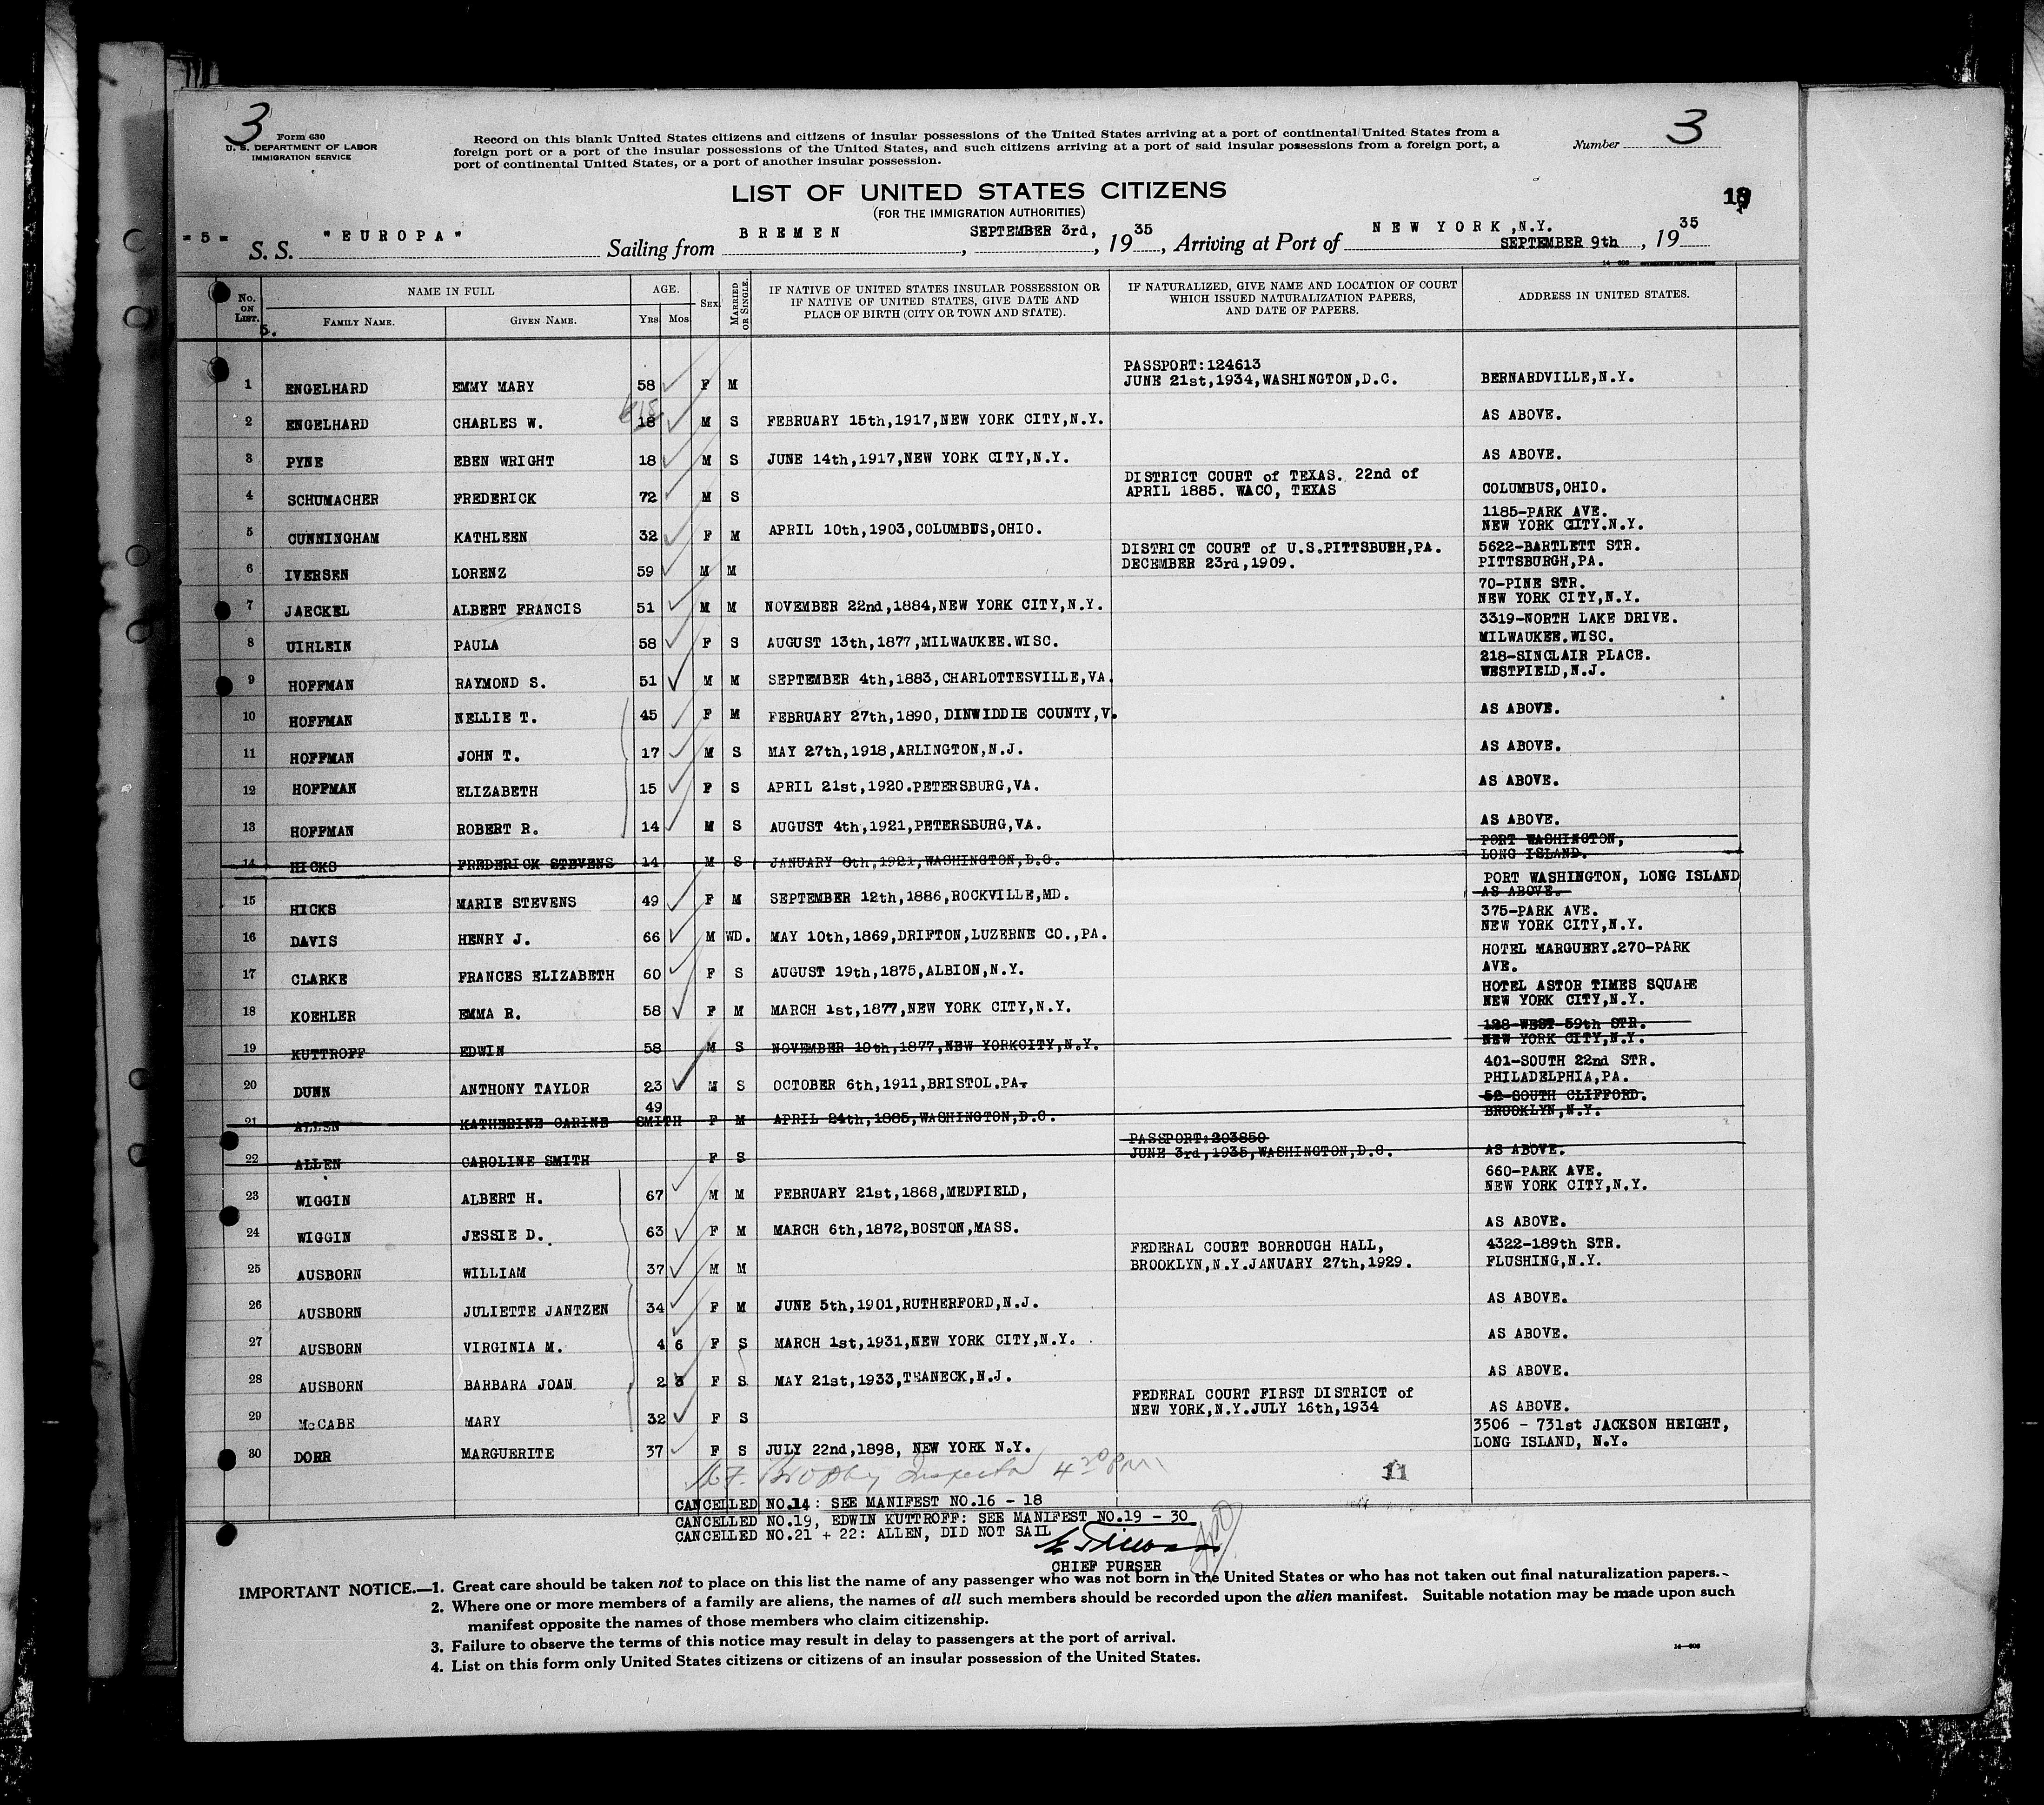 3
Form 630
U. S. DEPARTMENT OF LABOR
IMMIGRATION SERVICE
Record on this blank United States citizens and citizens of insular possessions of the United States arriving at a port of continental United States from a
foreign port or a port of the insular possessions of the United States, and such citizens arriving at a port of said insular possessions from a foreign port, a
port of continental United States, or a port of another insular possession.
Number 3
LIST OF UNITED STATES CITIZENS
(FOR THE IMMIGRATION AUTHORITIES)
= 5 = S. S. "EUROPA" Sailing from BREMEN, SEPTEMBER 3rd, , 1935, Arriving at Port of NEW YORK,N.Y. SEPTEMBER 9th, 1935
No. ON LIST. NAME IN FULL FAMILY NAME. GIVEN NAME. AGE. YRS MOS SEX MARRIED OR SINGLE. IF NATIVE OF UNITED STATES INSULAR POSSESSION OR IF NATIVE OF UNITED STATES, GIVE DATE AND PLACE OF BIRTH (CITY OR TOWN AND STATE). IF NATURALIZED, GIVE NAME AND LOCATION OF COURT WHICH ISSUED NATURALIZATION PAPERS, AND DATE OF PAPERS. ADDRESS IN UNITED STATES.
5.
1 ENGELHARD EMMY MARY 58 F M PASSPORT:124613 JUNE 21st,1934,WASHINGTON,D.C. BERNARDVILLE,N.Y.
2 ENGELHARD CHARLES W. 18 M S FEBRUARY 15th,1917,NEW YORK CITY,N.Y. AS ABOVE.
3 PYNE EBEN WRIGHT 18 M S JUNE 14th,1917,NEW YORK CITY,N.Y. AS ABOVE.
4 SCHUMACHER FREDERICK 72 M S DISTRICT COURT of TEXAS. 22nd of APRIL 1885. WACO, TEXAS COLUMBUS,OHIO.
5 CUNNINGHAM KATHLEEN 32 F M APRIL 10th,1903,COLUMBUS,OHIO. 1185-PARK AVE. NEW YORK CITY.N.Y.
6 IVERSEN LORENZ 59 M M DISTRICT COURT of U.S.PITTSBURH,PA. DECEMBER 23rd,1909. 5622-BARTLETT STR. PITTSBURGH,PA.
7 JAECKEL ALBERT FRANCIS 51 M M NOVEMBER 22nd,1884,NEW YORK CITY,N.Y. 70-PINE STR. NEW YORK CITY,N.Y.
8 UIHLEIN PAULA 58 F S AUGUST 13th,1877,MILWAUKEE.WISC. 3319-NORTH LAKE DRIVE. MILWAUKEE.WISC.
9 HOFFMAN RAYMOND S. 51 M M SEPTEMBER 4th,1883,CHARLOTTESVILLE,VA. 218-SINCLAIR PLACE. WESTFIELD,N.J.
10 HOFFMAN NELLIE T. 45 F M FEBRUARY 27th,1890, DINWIDDIE COUNTY,V. AS ABOVE.
11 HOFFMAN JOHN T. 17 M S MAY 27th,1918,ARLINGTON,N.J. AS ABOVE.
12 HOFFMAN ELIZABETH 15 F S APRIL 21st,1920.PETERSBURG,VA. AS ABOVE.
13 HOFFMAN ROBERT R. 14 M S AUGUST 4th,1921,PETERSBURG,VA. AS ABOVE.
14 HICKS FREDERICK STEVENS 14 M S JANUARY 8th,1921,WASHINGTON,D.C. PORT WASHINGTON, LONG ISLAND.
15 HICKS MARIE STEVENS 49 F M SEPTEMBER 12th,1886,ROCKVILLE,MD. PORT WASHINGTON, LONG ISLAND AS ABOVE.
16 DAVIS HENRY J. 66 M WD. MAY 10th,1869,DRIFTON,LUZERNE CO.,PA. 375-PARK AVE. NEW YORK CITY,N.Y.
17 CLARKE FRANCES ELIZABETH 60 F S AUGUST 19th,1875,ALBION,N.Y. HOTEL MARGUERY.270-PARK AVE.
18 KOEHLER EMMA R. 58 F M MARCH 1st,1877,NEW YORK CITY,N.Y. HOTEL ASTOR TIMES SQUARE NEW YORK CITY,N.Y.
19 KUTTROFF EDWIN 58 M S NOVEMBER 10th,1877,NEW YORKCITY,N.Y. 128-WEST 59th STR. NEW YORK CITY,N.Y.
20 DUNN ANTHONY TAYLOR 23 M S OCTOBER 6th,1911,BRISTOL.PA. 401-SOUTH 22nd STR. PHILADELPHIA,PA.
21 ALLEN KATHERINE CARINE SMITH 49 F M APRIL 24th,1885,WASHINGTON,D.C. 52-SOUTH CLIFFORD. BROOKLYN,N.Y.
22 ALLEN CAROLINE SMITH F S PASSPORT:203850 JUNE 3rd,1935,WASHINGTON,D.C. AS ABOVE.
23 WIGGIN ALBERT H. 67 M M FEBRUARY 21st,1868,MEDFIELD, 660-PARK AVE. NEW YORK CITY,N.Y.
24 WIGGIN JESSIE D. 63 F M MARCH 6th,1872,BOSTON,MASS. AS ABOVE.
25 AUSBORN WILLIAM 37 M M FEDERAL COURT BORROUGH HALL, BROOKLYN,N.Y.JANUARY 27th,1929. 4322-189th STR. FLUSHING,N.Y.
26 AUSBORN JULIETTE JANTZEN 34 F M JUNE 5th,1901,RUTHERFORD,N.J. AS ABOVE.
27 AUSBORN VIRGINIA M. 4 6 F S MARCH 1st,1931,NEW YORK CITY,N.Y. AS ABOVE.
28 AUSBORN BARBARA JOAN 2 3 F S MAY 21st,1933,TEANECK,N.J. AS ABOVE.
29 McCABE MARY 32 F S FEDERAL COURT FIRST DISTRICT of NEW YORK,N.Y.JULY 16th,1934 AS ABOVE.
30 DORR MARGUERITE 37 F S JULY 22nd,1898, NEW YORK N.Y. 3506 - 731st JACKSON HEIGHT, LONG ISLAND, N.Y.
Brophy Inspector 4 30 PM
11
CANCELLED NO.14: SEE MANIFEST NO.16 - 18
CANCELLED NO.19, EDWIN KUTTROFF: SEE MANIFEST NO.19 - 30
CANCELLED NO.21 + 22: ALLEN, DID NOT SAIL
CHIEF PURSER
IMPORTANT NOTICE.—1. Great care should be taken not to place on this list the name of any passenger who was not born in the United States or who has not taken out final naturalization papers.
2. Where one or more members of a family are aliens, the names of all such members should be recorded upon the alien manifest. Suitable notation may be made upon such
manifest opposite the names of those members who claim citizenship.
3. Failure to observe the terms of this notice may result in delay to passengers at the port of arrival.
4. List on this form only United States citizens or citizens of an insular possession of the United States.